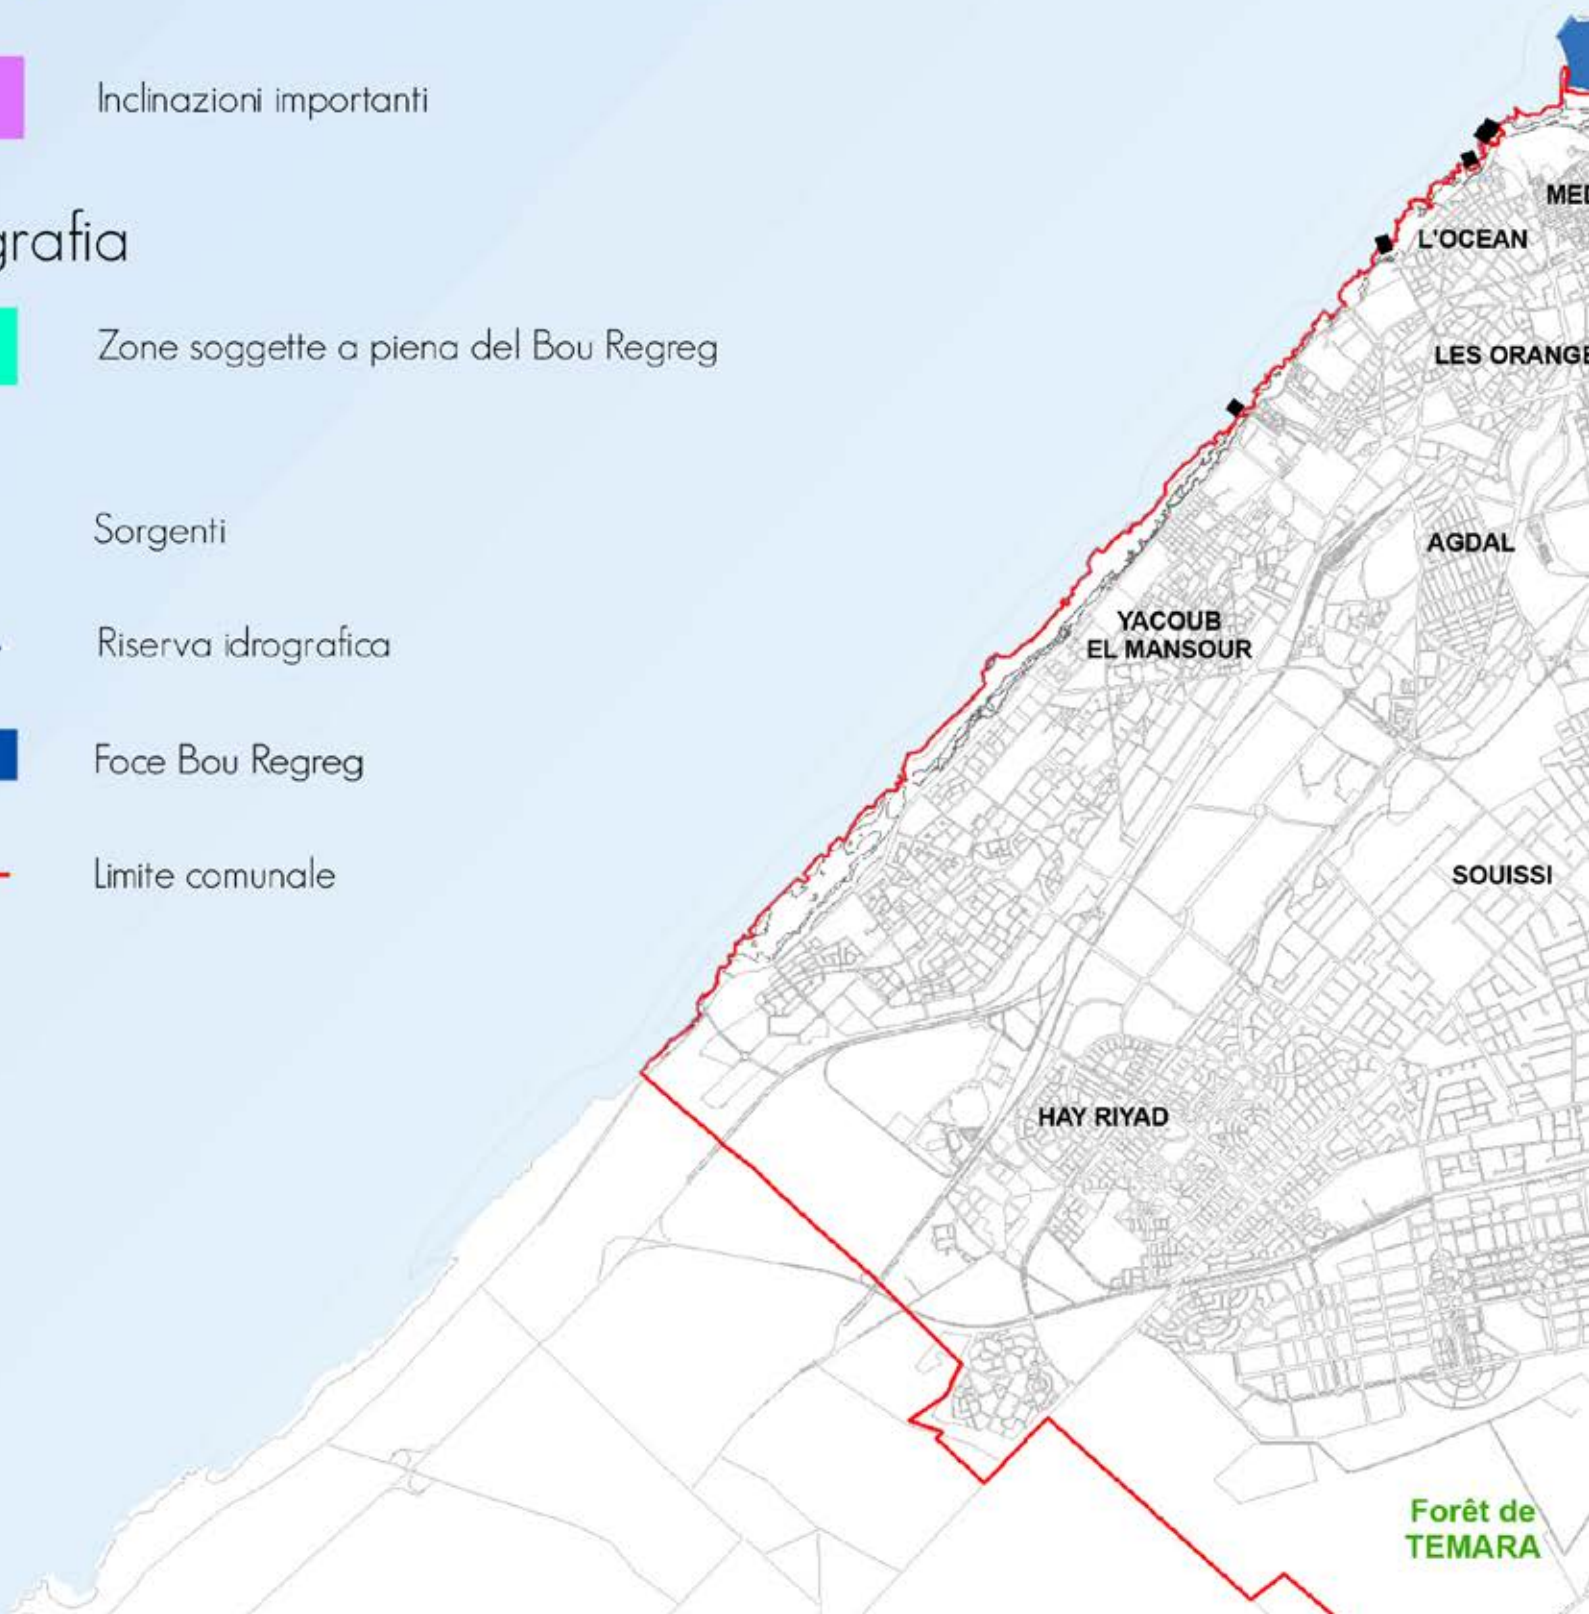 Inclinazioni importanti
grafia
Zone soggette a piena del Bou Regreg
Sorgenti
Riserva idrografica
Foce Bou Regreg
Limite comunale
MED
L'OCEAN
LES ORANGE
AGDAL
YACOUB
EL MANSOUR
SOUISSI
HAY RIYAD
Forêt de
TEMARA